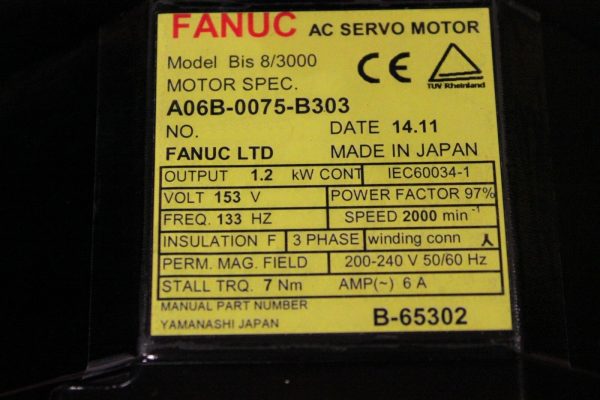 FANUC AC SERVO MOTOR
Model Bis 8/3000
MOTOR SPEC.
CE
TUV Rheinland
A06B-0075-B303
NO. DATE 14.11
FANUC LTD MADE IN JAPAN
OUTPUT 1.2 kW CONT IEC60034-1
VOLT 153 V POWER FACTOR 97%
FREQ. 133 HZ SPEED 2000 min -1
INSULATION F 3 PHASE winding conn
PERM. MAG. FIELD 200-240 V 50/60 Hz
STALL TRQ. 7 Nm AMP(~) 6 A
MANUAL PART NUMBER
YAMANASHI JAPAN B-65302